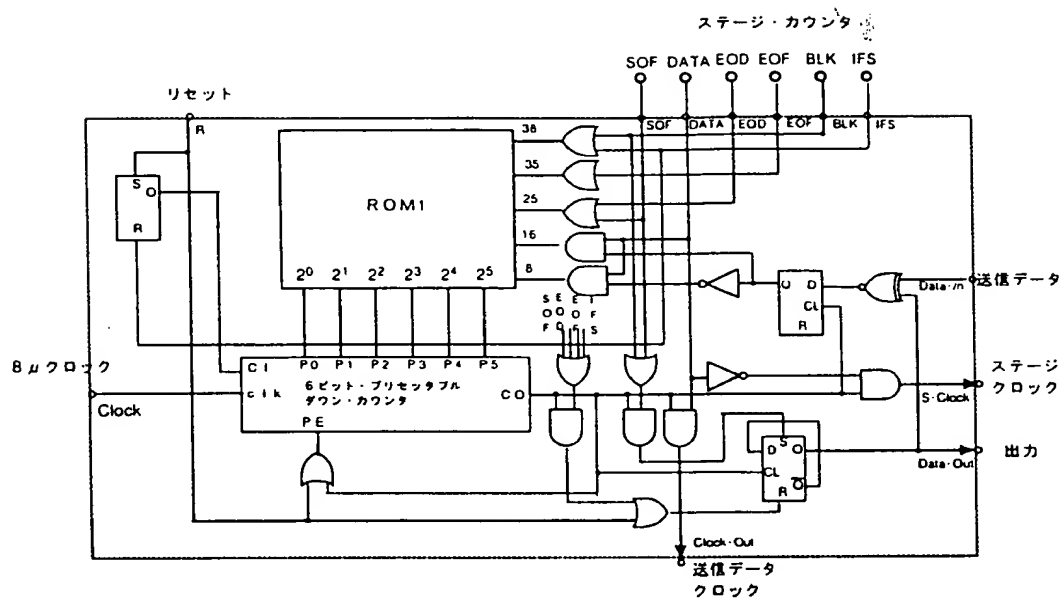 ステージ・カウンタ
SOF DATA EOD EOF BLK IFS
リセット
R
SOF DATA EOD EOF BLK IFS
38
35
25
16
8
ROM1
2⁰ 2¹ 2² 2³ 2⁴ 2⁵
S O
R
SOF EOD EOF IFS
O D
CL
R
Data・In
送信データ
8μクロック
Clock
CI P0 P1 P2 P3 P4 P5
clk 6ビット・プリセッタブル
ダウン・カウンタ
CO
PE
S・Clock
ステージ
クロック
S
D O
CL
R O̅
Data・Out
出力
Clock・Out
送信データ
クロック